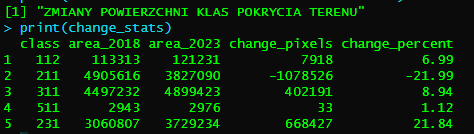 [1] "ZMIANY POWIERZCHNI KLAS POKRYCIA TERENU"
> print(change_stats)
  class area_2018 area_2023 change_pixels change_percent
1   112    113313    121231          7918           6.99
2   211   4905616   3827090      -1078526         -21.99
3   311   4497232   4899423        402191           8.94
4   511      2943      2976            33           1.12
5   231   3060807   3729234        668427          21.84